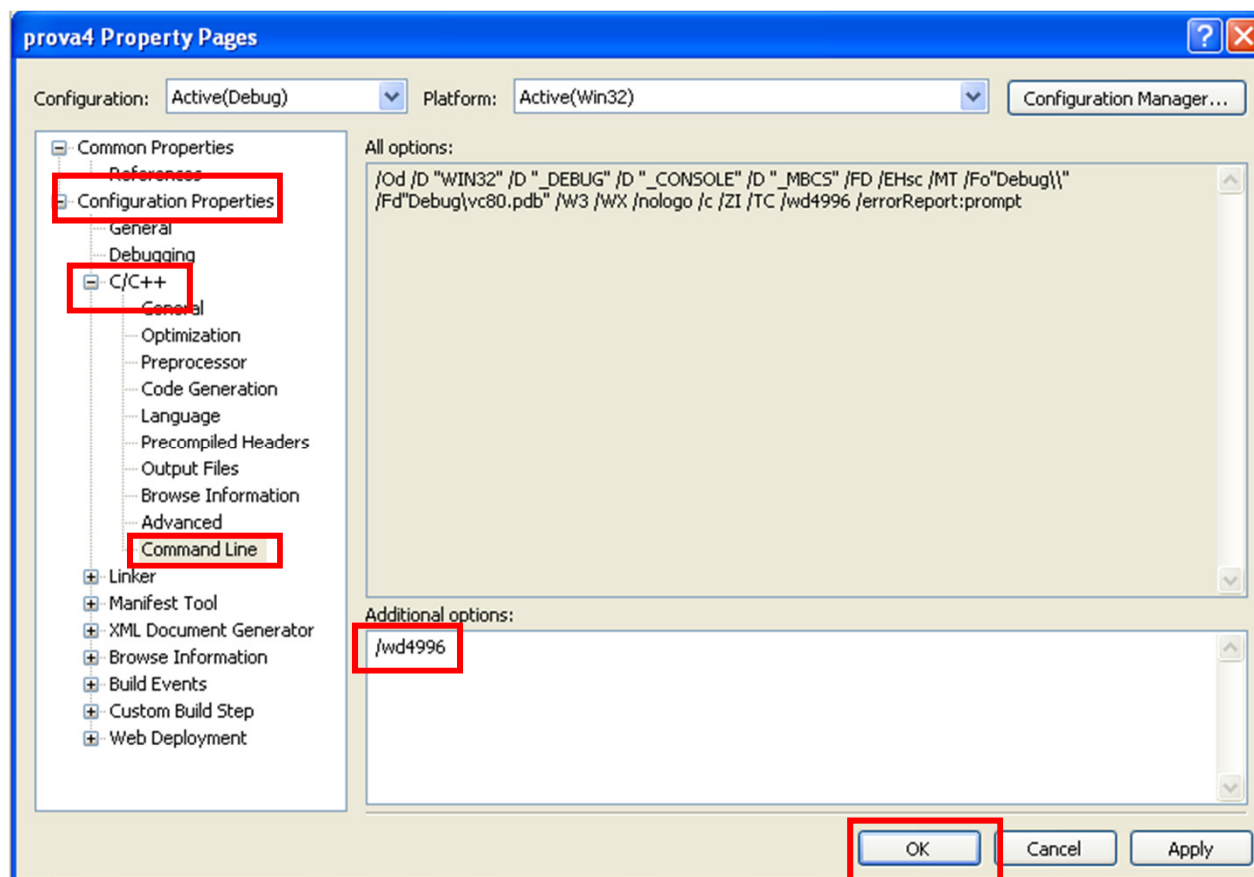 prova4 Property Pages
Configuration: Active(Debug) Platform: Active(Win32) Configuration Manager...
Common Properties
References
Configuration Properties
General
Debugging
C/C++
General
Optimization
Preprocessor
Code Generation
Language
Precompiled Headers
Output Files
Browse Information
Advanced
Command Line
Linker
Manifest Tool
XML Document Generator
Browse Information
Build Events
Custom Build Step
Web Deployment
All options:
/Od /D "WIN32" /D "_DEBUG" /D "_CONSOLE" /D "_MBCS" /FD /EHsc /MT /Fo"Debug\\"
/Fd"Debug\vc80.pdb" /W3 /WX /nologo /c /ZI /TC /wd4996 /errorReport:prompt
Additional options:
/wd4996
OK Cancel Apply